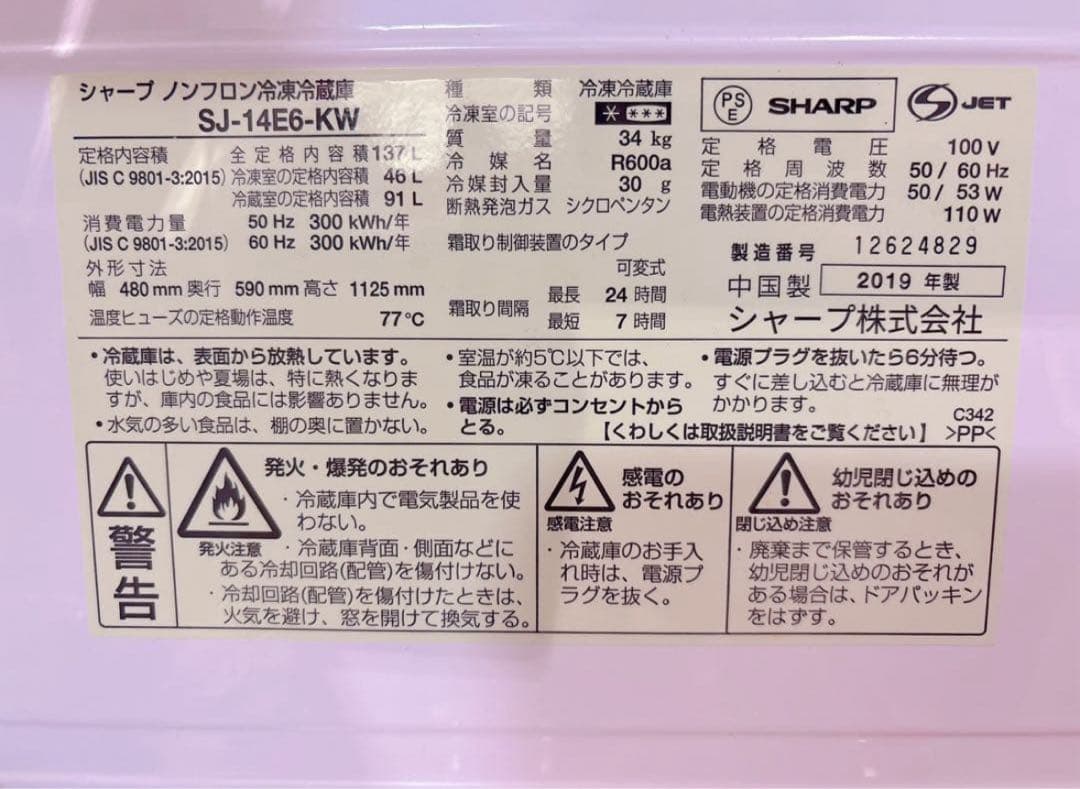 シャープ ノンフロン冷凍冷蔵庫
SJ-14E6-KW
定格内容積 全定格内容積 137 L
(JIS C 9801-3:2015) 冷凍室の定格内容積 46 L
冷蔵室の定格内容積 91 L
消費電力量 50 Hz 300 kWh/年
(JIS C 9801-3:2015) 60 Hz 300 kWh/年
外形寸法
幅 480 mm 奥行 590 mm 高さ 1125 mm
温度ヒューズの定格動作温度 77℃
種類 冷凍冷蔵庫
冷凍室の記号 * ***
質量 34 kg
冷媒名 R600a
冷媒封入量 30 g
断熱発泡ガス シクロペンタン
霜取り制御装置のタイプ
可変式
霜取り間隔 最長 24 時間
最短 7 時間
PS E SHARP S JET
定格電圧 100 V
定格周波数 50 / 60 Hz
電動機の定格消費電力 50 / 53 W
電熱装置の定格消費電力 110 W
製造番号 12624829
中国製 2019 年製
シャープ株式会社
・冷蔵庫は、表面から放熱しています。
使いはじめや夏場は、特に熱くなりま
すが、庫内の食品には影響ありません。
・水気の多い食品は、棚の奥に置かない。
・室温が約5℃以下では、
食品が凍ることがあります。
・電源は必ずコンセントから
とる。
・電源プラグを抜いたら6分待つ。
すぐに差し込むと冷蔵庫に無理が
かかります。
C342
【くわしくは取扱説明書をご覧ください】 >PP<
警告
発火・爆発のおそれあり
発火注意
・冷蔵庫内で電気製品を使
わない。
・冷蔵庫背面・側面などに
ある冷却回路(配管)を傷付けない。
・冷却回路(配管)を傷付けたときは、
火気を避け、窓を開けて換気する。
感電の
おそれあり
感電注意
・冷蔵庫のお手入
れ時は、電源プ
ラグを抜く。
幼児閉じ込めの
おそれあり
閉じ込め注意
・廃棄まで保管するとき、
幼児閉じ込めのおそれが
ある場合は、ドアパッキン
をはずす。